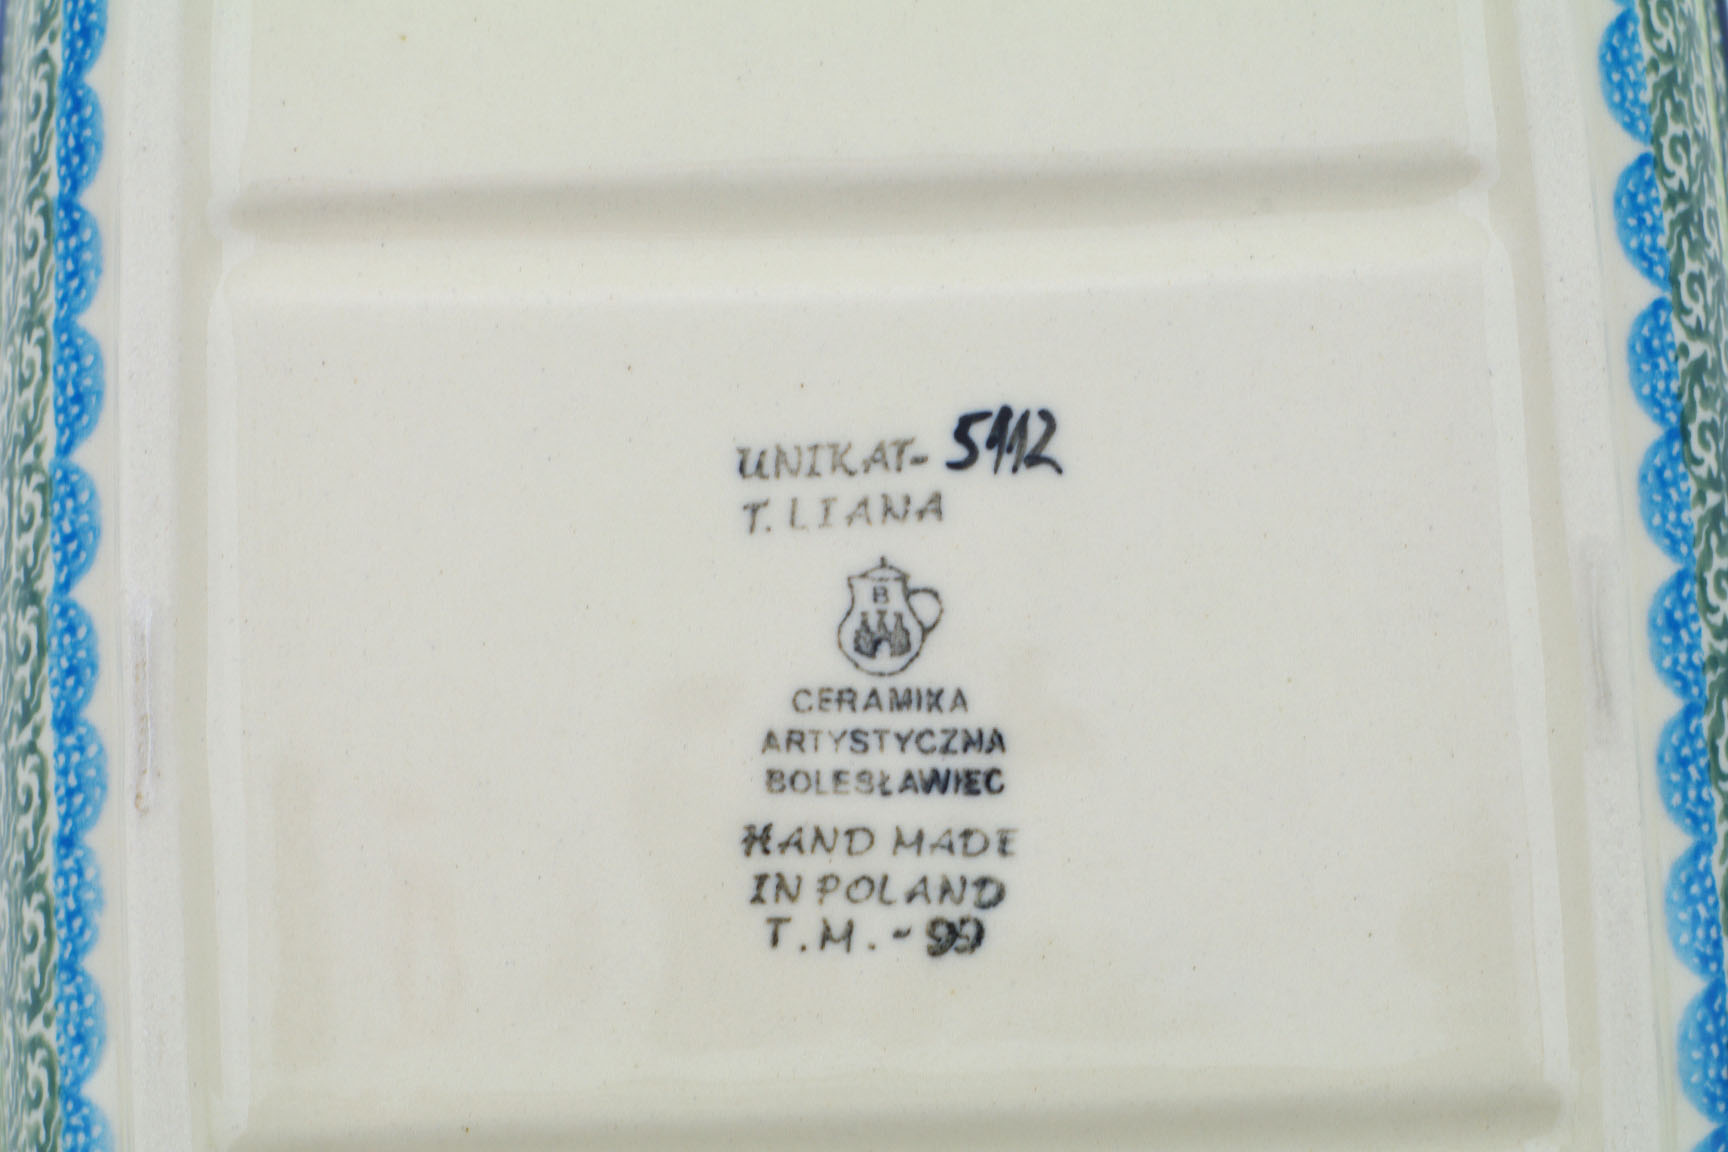 UNIKAT-5112
T. LIANA
B
CERAMIKA
ARTYSTYCZNA
BOLESŁAWIEC
HAND MADE
IN POLAND
T.M.-99